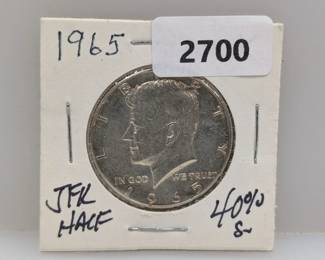 1965
2700
LIBERTY
IN GOD WE TRUST
1965
JFK
HALF
40%
S~